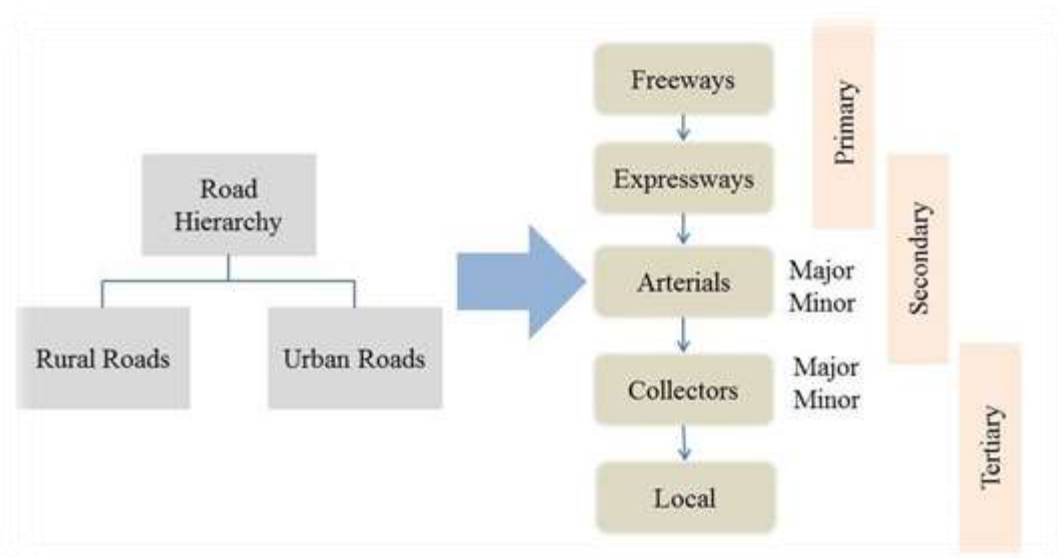 Road
Hierarchy
Rural Roads
Urban Roads
Freeways
Expressways
Arterials
Major
Minor
Collectors
Major
Minor
Local
Primary
Secondary
Tertiary